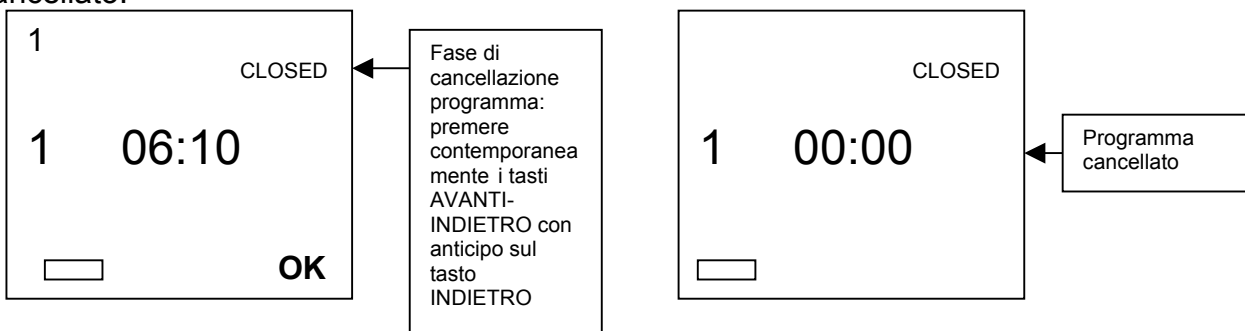 1
CLOSED
1 06:10
OK
Fase di
cancellazione
programma:
premere
contemporanea
mente i tasti
AVANTI-
INDIETRO con
anticipo sul
tasto
INDIETRO
CLOSED
1 00:00
Programma
cancellato